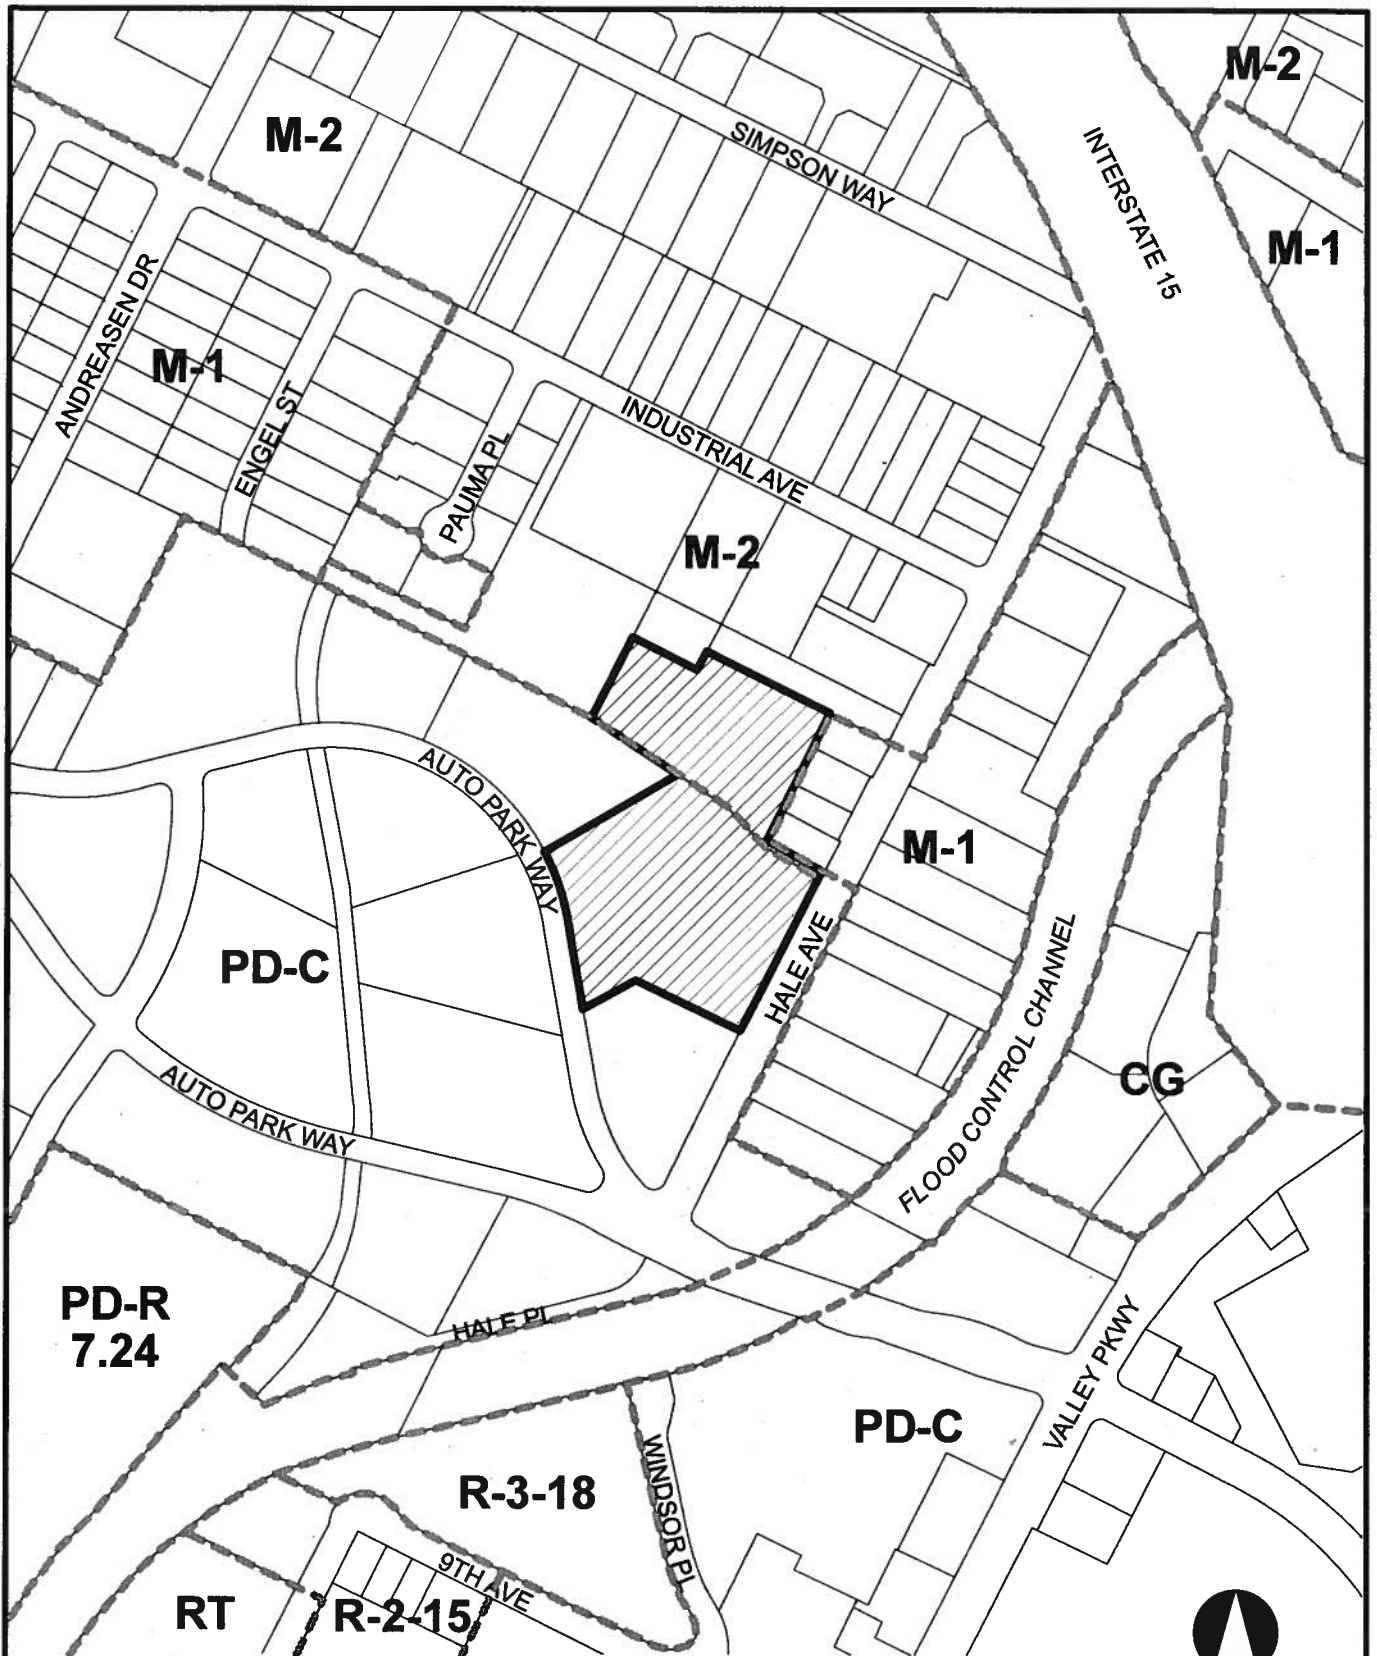 M-2
M-2
SIMPSON WAY
INTERSTATE 15
M-1
ANDREASEN DR
M-1
ENGEL ST
PAUMA PL
INDUSTRIAL AVE
M-2
AUTO PARK WAY
M-1
PD-C
HALE AVE
FLOOD CONTROL CHANNEL
CG
AUTO PARK WAY
PD-R
7.24
HALE PL
VALLEY PKWY
PD-C
R-3-18
WINDSOR PL
9TH AVE
RT
R-2-15